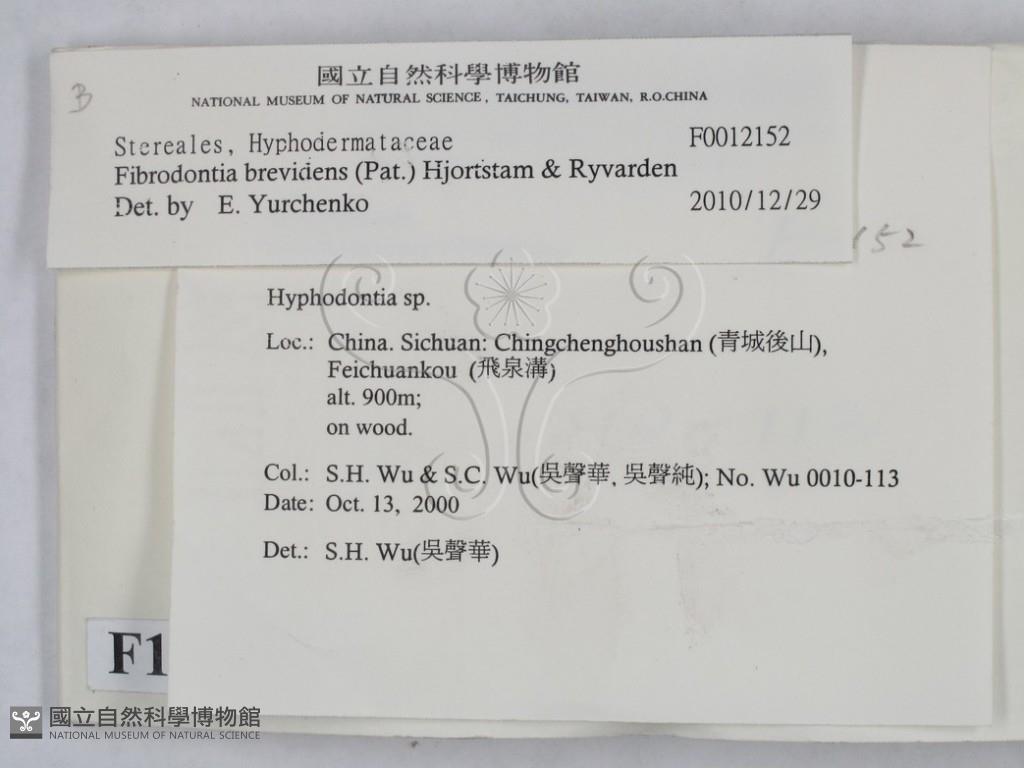 B
國立自然科學博物館
NATIONAL MUSEUM OF NATURAL SCIENCE, TAICHUNG, TAIWAN, R.O.CHINA
Stereales, Hyphodermataceae F0012152
Fibrodontia brevidens (Pat.) Hjortstam & Ryvarden
Det. by E. Yurchenko 2010/12/29
152
Hyphodontia sp.
Loc.: China. Sichuan: Chingchenghoushan (青城後山),
Feichuankou (飛泉溝)
alt. 900m;
on wood.
Col.: S.H. Wu & S.C. Wu(吳聲華, 吳聲純); No. Wu 0010-113
Date: Oct. 13, 2000
Det.: S.H. Wu(吳聲華)
F1
國立自然科學博物館
NATIONAL MUSEUM OF NATURAL SCIENCE